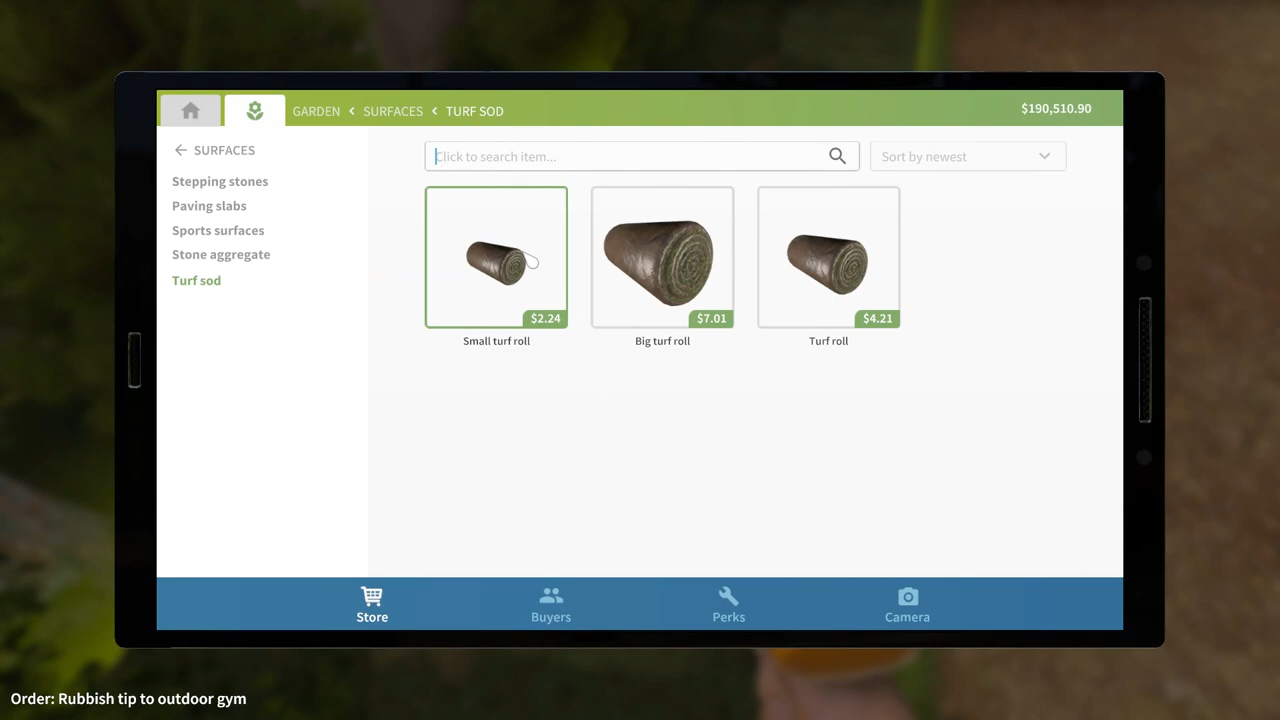 GARDEN < SURFACES < TURF SOD
$190,510.90
SURFACES
Stepping stones
Paving slabs
Sports surfaces
Stone aggregate
Turf sod
Click to search item...
Sort by newest
$2.24
$7.01
$4.21
Small turf roll
Big turf roll
Turf roll
Store
Buyers
Perks
Camera
Order: Rubbish tip to outdoor gym